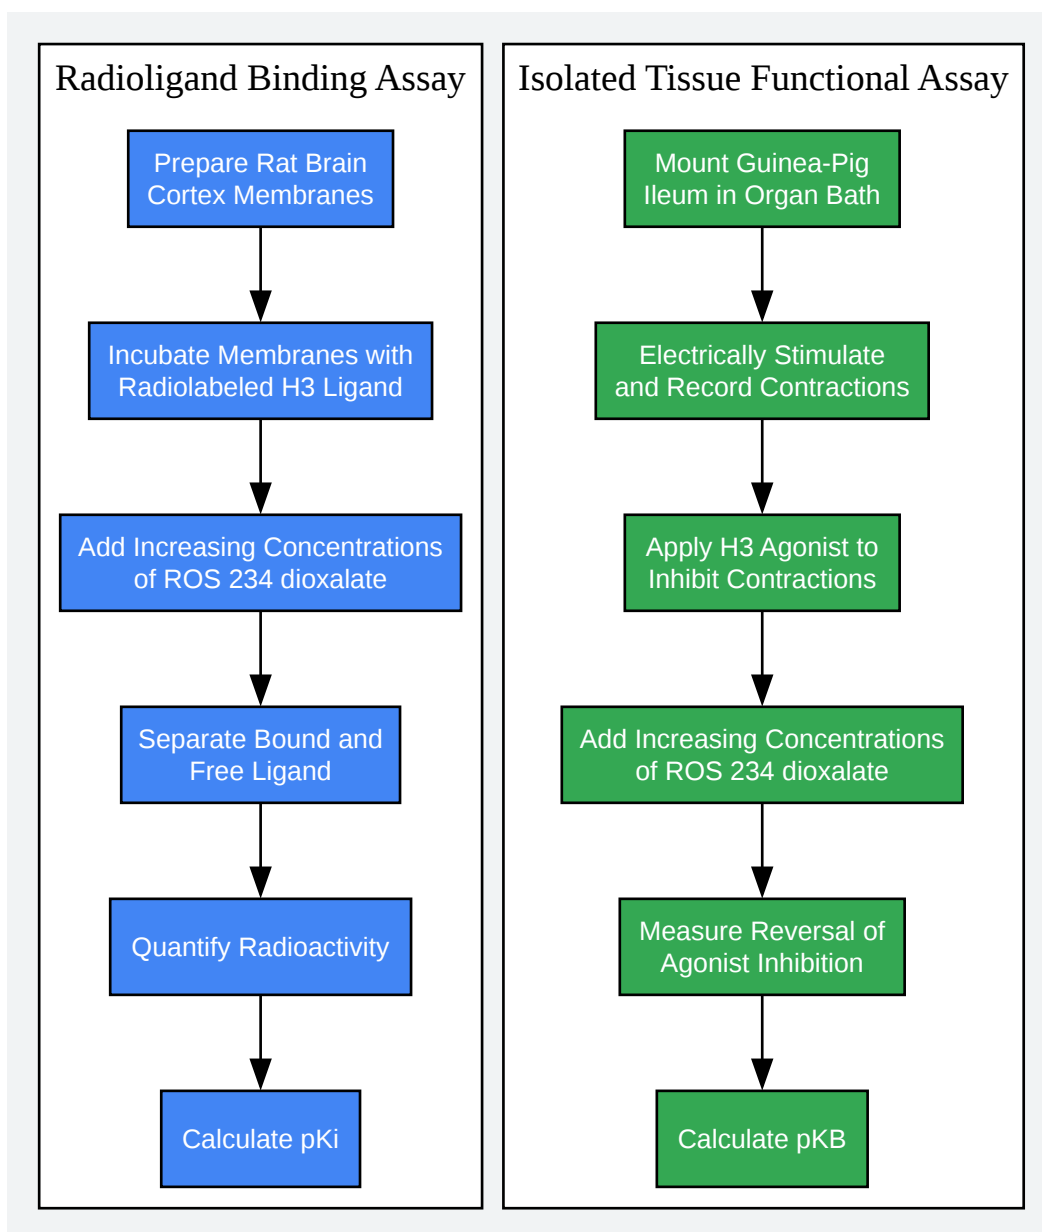 Radioligand Binding Assay
Prepare Rat Brain
Cortex Membranes
Incubate Membranes with
Radiolabeled H3 Ligand
Add Increasing Concentrations
of ROS 234 dioxalate
Separate Bound and
Free Ligand
Quantify Radioactivity
Calculate pKi
Isolated Tissue Functional Assay
Mount Guinea-Pig
Ileum in Organ Bath
Electrically Stimulate
and Record Contractions
Apply H3 Agonist to
Inhibit Contractions
Add Increasing Concentrations
of ROS 234 dioxalate
Measure Reversal of
Agonist Inhibition
Calculate pKB